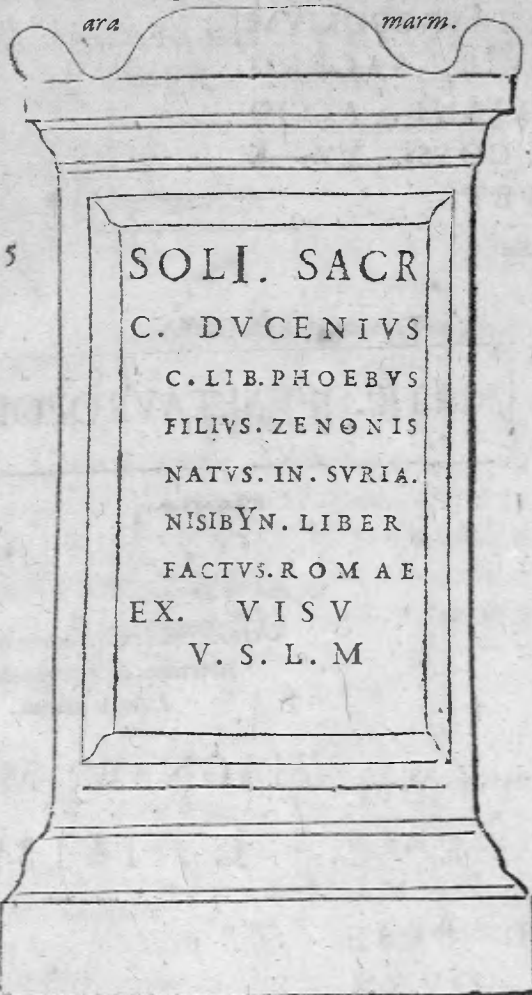 ara marm.
5
SOLI. SACR
C. DVCENIVS
C. LIB. PHOEBVS
FILIVS. ZENONIS
NATVS. IN. SVRIA.
NISIBYN. LIBER
FACTVS. ROMAE
EX. VISV
V. S. L. M